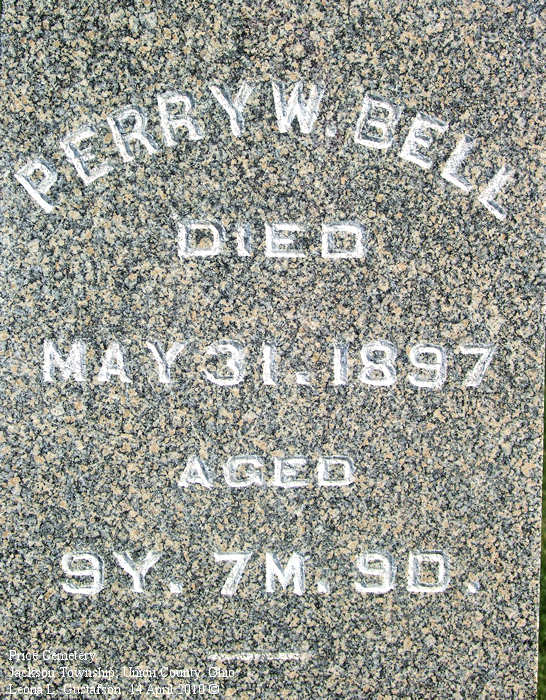 PERRY W. BELL
DIED
MAY 31. 1897
AGED
9Y. 7M. 9D.
Price Cemetery
Jackson Township, Union County, Ohio
Leona L. Gustafson, 14 April 2010 ©